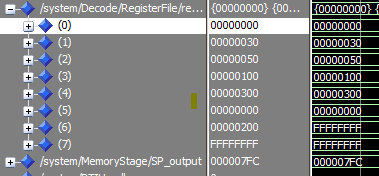 /system/Decode/RegisterFile/re... {00000000} {00... {00000000} {
(0) 00000000 00000000
(1) 00000030 00000030
(2) 00000050 00000050
(3) 00000100 00000100
(4) 00000300 00000300
(5) 00000000 00000000
(6) 00000200 FFFFFFFF
(7) FFFFFFFF FFFFFFFF
/system/MemoryStage/SP_output 000007FC 000007FC